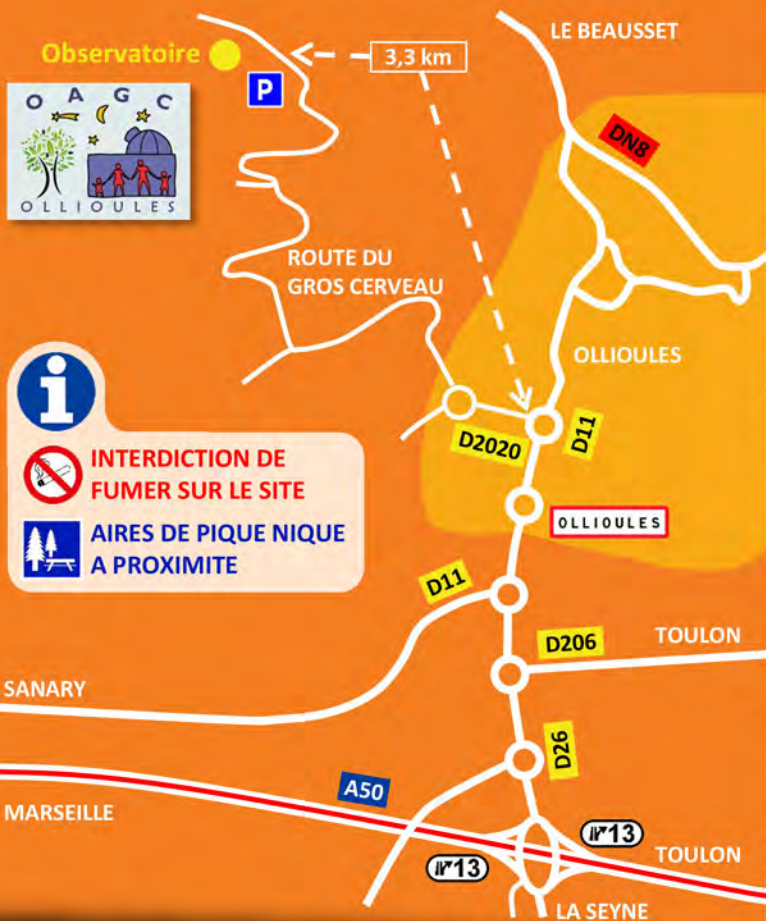 LE BEAUSSET
Observatoire
3,3 km
P
O A G C
OLLIOULES
DN8
ROUTE DU
GROS CERVEAU
OLLIOULES
D2020
D11
i
INTERDICTION DE
FUMER SUR LE SITE
AIRES DE PIQUE NIQUE
A PROXIMITE
OLLIOULES
D11
D206
TOULON
SANARY
D26
A50
MARSEILLE
13
13
TOULON
LA SEYNE